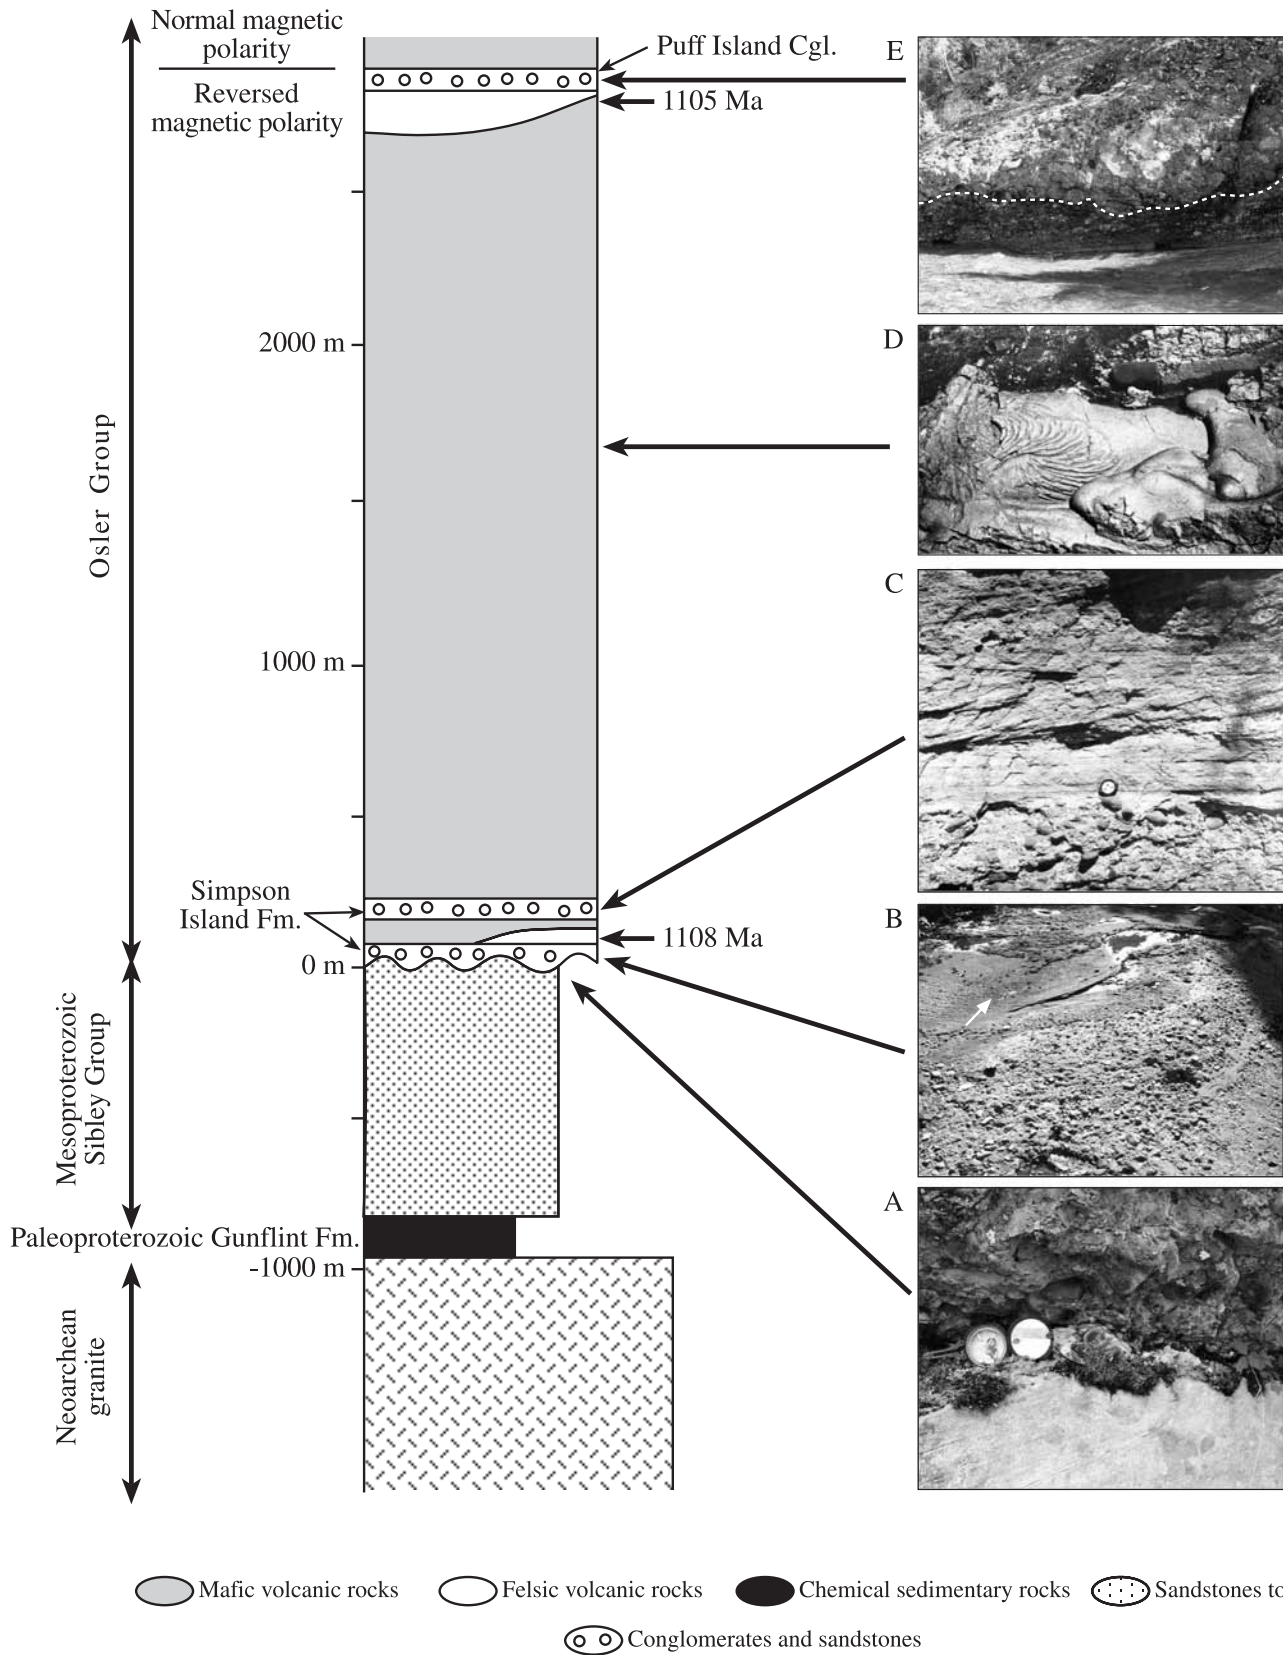 Normal magnetic
polarity
Reversed
magnetic polarity
Puff Island Cgl.
1105 Ma
E
2000 m
D
Osler Group
C
1000 m
Simpson
Island Fm.
1108 Ma
B
0 m
Mesoproterozoic
Sibley Group
A
Paleoproterozoic Gunflint Fm.
-1000 m
Neoarchean
granite
Mafic volcanic rocks
Felsic volcanic rocks
Chemical sedimentary rocks
Sandstones to
Conglomerates and sandstones